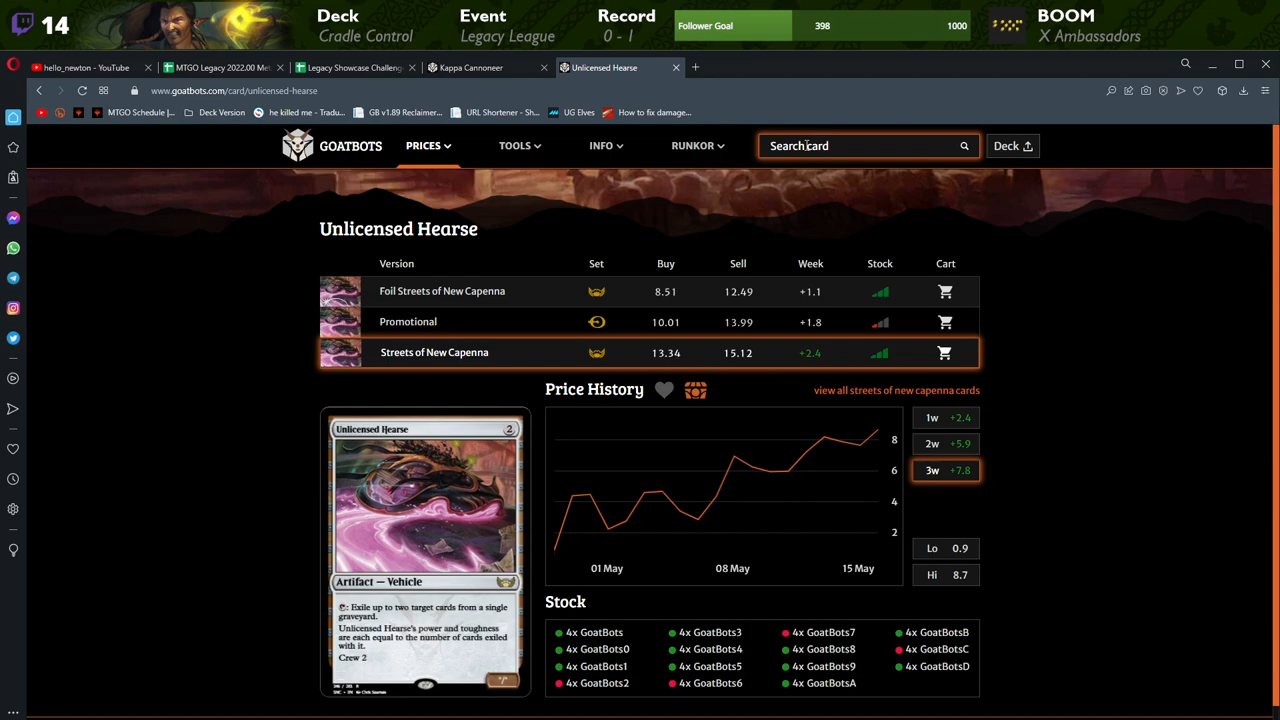 14
Deck
Cradle Control
Event
Legacy League
Record
0 - 1
Follower Goal
398
1000
BOOM
X Ambassadors
hello_newton - YouTube
MTGO Legacy 2022.00 Met
Legacy Showcase Challeng
Kappa Cannoneer
Unlicensed Hearse
www.goatbots.com/card/unlicensed-hearse
MTGO Schedule |...
Deck Version
he killed me - Tradu...
GB v1.89 Reclaimer...
URL Shortener - Sh...
UG Elves
How to fix damage...
GOATBOTS
PRICES
TOOLS
INFO
RUNKOR
Search card
Deck
Unlicensed Hearse
Version Set Buy Sell Week Stock Cart
Foil Streets of New Capenna 8.51 12.49 +1.1
Promotional 10.01 13.99 +1.8
Streets of New Capenna 13.34 15.12 +2.4
Price History
view all streets of new capenna cards
8
6
4
2
01 May
08 May
15 May
1w +2.4
2w +5.9
3w +7.8
Lo 0.9
Hi 8.7
Unlicensed Hearse 2
Artifact — Vehicle
: Exile up to two target cards from a single
graveyard.
Unlicensed Hearse's power and toughness
are each equal to the number of cards exiled
with it.
Crew 2
*/*
Stock
4x GoatBots 4x GoatBots3 4x GoatBots7 4x GoatBotsB
4x GoatBots0 4x GoatBots4 4x GoatBots8 4x GoatBotsC
4x GoatBots1 4x GoatBots5 4x GoatBots9 4x GoatBotsD
4x GoatBots2 4x GoatBots6 4x GoatBotsA